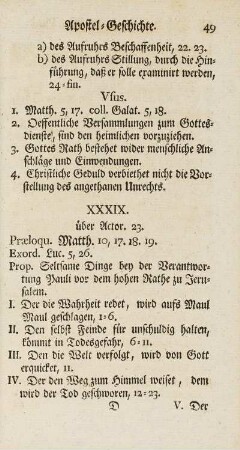 Apostel-Geschichte. 49
a) des Aufruhrs Beschaffenheit, 22. 23.
b) des Aufruhrs Stillung, durch die Hin-
führung, daß er solle examinirt werden,
24-fin.
Vsus.
1. Matth. 5, 17. coll. Galat. 5, 18.
2. Oeffentliche Versammlungen zum Gottes-
dienste, sind den heimlichen vorzuziehen.
3. Gottes Rath bestehet wider menschliche An-
schläge und Einwendungen.
4. Christliche Geduld verbiethet nicht die Vor-
stellung des angethanen Unrechts.
XXXIX.
über Actor. 23.
Præloqu. Matth. 10, 17. 18. 19.
Exord. Luc. 5, 26.
Prop. Seltsame Dinge bey der Verantwor-
tung Pauli vor dem hohen Rathe zu Jeru-
salem.
I. Der die Wahrheit redet, wird aufs Maul
Maul geschlagen, 1-6.
II. Den selbst Feinde für unschuldig halten,
kömmt in Todesgefahr, 6-11.
III. Den die Welt verfolgt, wird von Gott
erquicket, 11.
IV. Der den Weg zum Himmel weiset, dem
wird der Tod geschworen, 12-23.
D V. Der